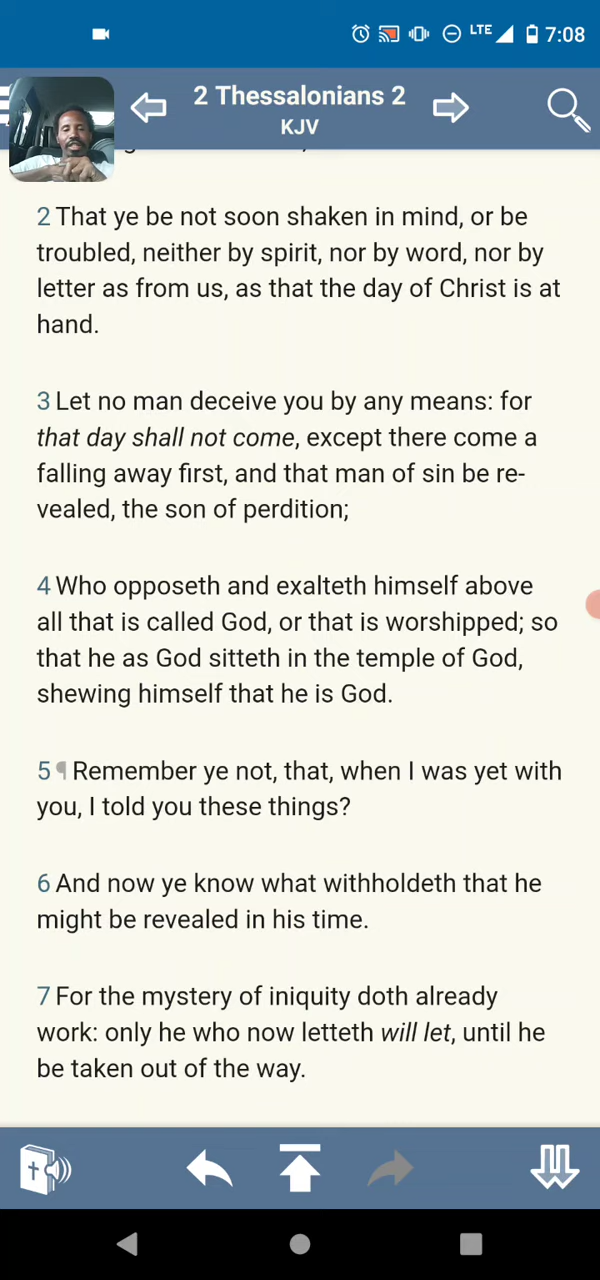 LTE 7:08
2 Thessalonians 2
KJV
2 That ye be not soon shaken in mind, or be
troubled, neither by spirit, nor by word, nor by
letter as from us, as that the day of Christ is at
hand.
3 Let no man deceive you by any means: for
that day shall not come, except there come a
falling away first, and that man of sin be re-
vealed, the son of perdition;
4 Who opposeth and exalteth himself above
all that is called God, or that is worshipped; so
that he as God sitteth in the temple of God,
shewing himself that he is God.
5 ¶ Remember ye not, that, when I was yet with
you, I told you these things?
6 And now ye know what withholdeth that he
might be revealed in his time.
7 For the mystery of iniquity doth already
work: only he who now letteth will let, until he
be taken out of the way.